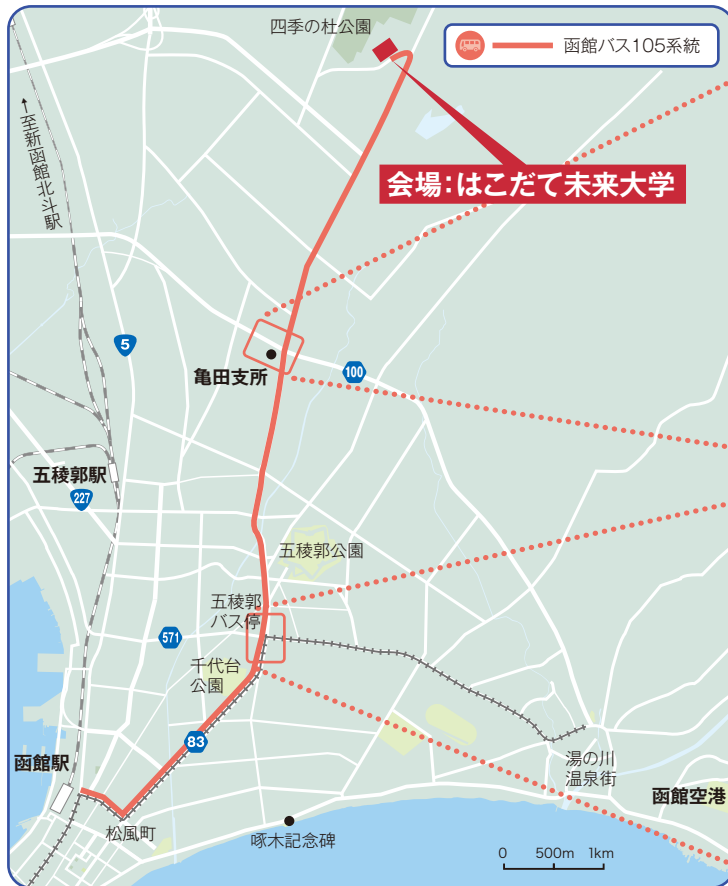 四季の杜公園
函館バス105系統
←至新函館北斗駅
会場:はこだて未来大学
5
亀田支所
100
五稜郭駅
227
五稜郭公園
五稜郭
バス停
571
千代台
公園
83
函館駅
湯の川
温泉街
函館空港
松風町
啄木記念碑
0 500m 1km